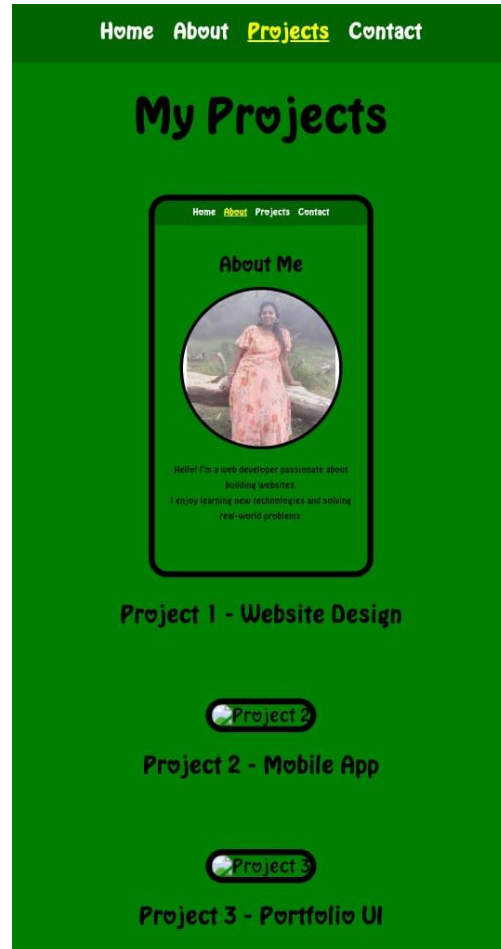 Home About Projects Contact
My Projects
Home About Projects Contact
About Me
Hello! I'm a web developer passionate about
building websites.
I enjoy learning new technologies and solving
real-world problems.
Project 1 - Website Design
Project 2
Project 2 - Mobile App
Project 3
Project 3 - Portfolio UI